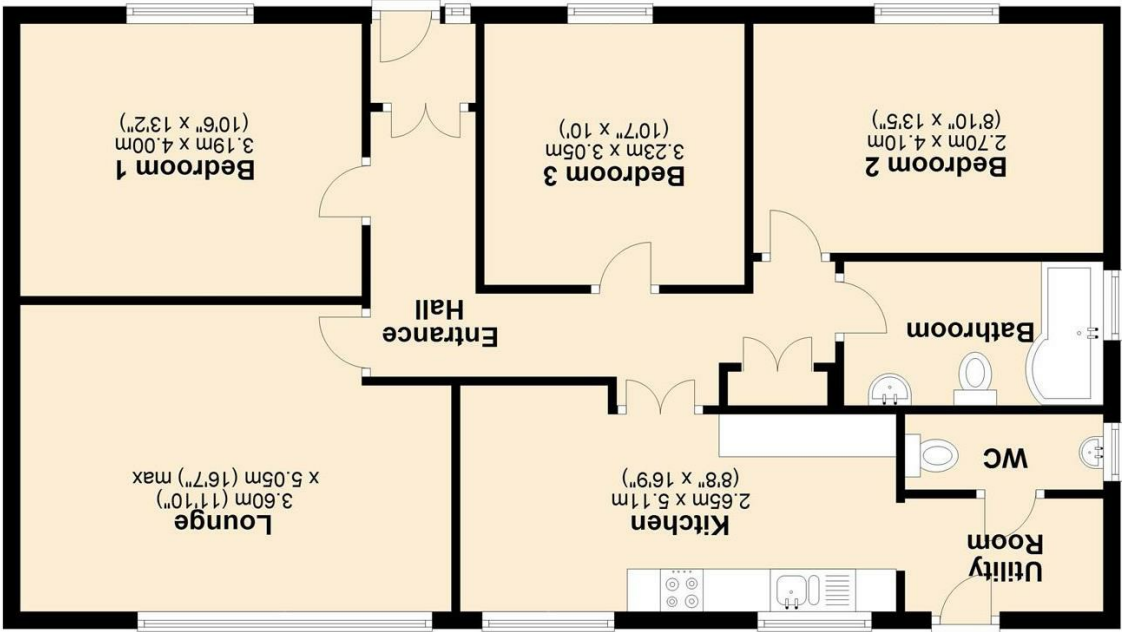 Utility
Room
WC
Kitchen
2.65m x 5.11m
(8'8" x 16'9")
Lounge
3.60m (11'10")
x 5.05m (16'7") max
Bathroom
Entrance
Hall
Bedroom 2
2.70m x 4.10m
(8'10" x 13'5")
Bedroom 3
3.23m x 3.05m
(10'7" x 10')
Bedroom 1
3.19m x 4.00m
(10'6" x 13'2")